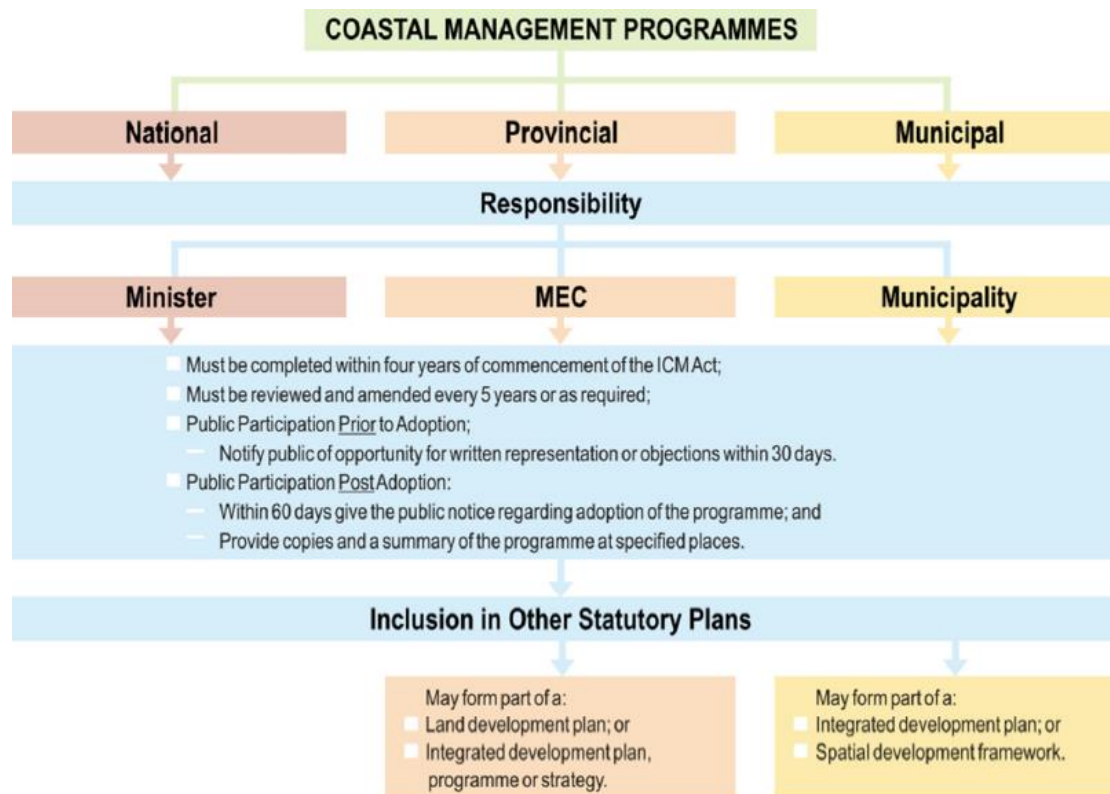 COASTAL MANAGEMENT PROGRAMMES
National
Provincial
Municipal
Responsibility
Minister
MEC
Municipality
Must be completed within four years of commencement of the ICM Act;
Must be reviewed and amended every 5 years or as required;
Public Participation Prior to Adoption;
— Notify public of opportunity for written representation or objections within 30 days.
Public Participation Post Adoption:
— Within 60 days give the public notice regarding adoption of the programme; and
— Provide copies and a summary of the programme at specified places.
Inclusion in Other Statutory Plans
May form part of a:
Land development plan; or
Integrated development plan,
programme or strategy.
May form part of a:
Integrated development plan; or
Spatial development framework.